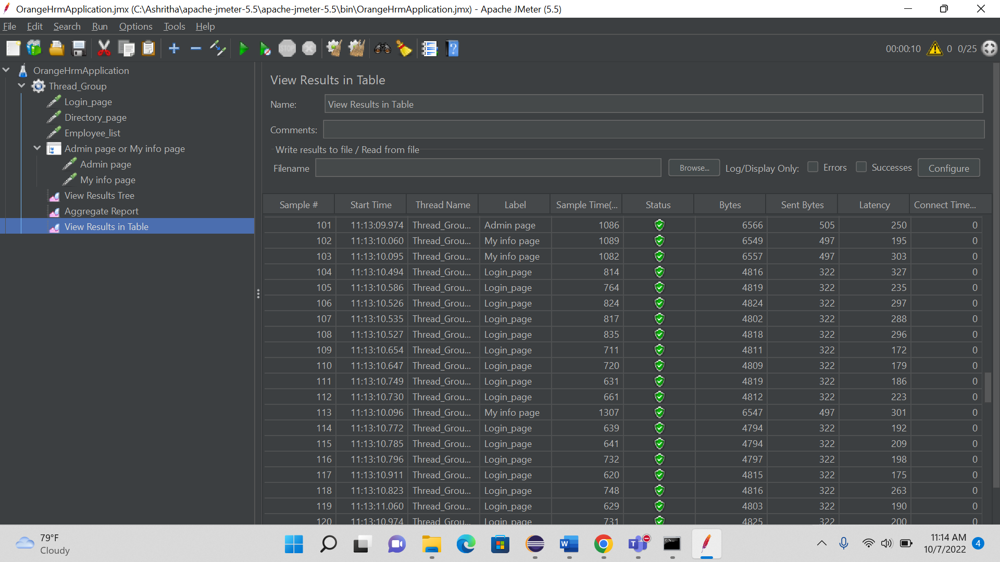 OrangeHrmApplication.jmx (C:\Ashritha\apache-jmeter-5.5\apache-jmeter-5.5\bin\OrangeHrmApplication.jmx) - Apache JMeter (5.5)
File Edit Search Run Options Tools Help
STOP 00:00:10 0 0/25
OrangeHrmApplication
Thread_Group
Login_page
Directory_page
Employee_list
Admin page or My info page
Admin page
My info page
View Results Tree
Aggregate Report
View Results in Table
View Results in Table
Name: View Results in Table
Comments:
Write results to file / Read from file
Filename Browse... Log/Display Only: Errors Successes Configure
Sample # Start Time Thread Name Label Sample Time(... Status Bytes Sent Bytes Latency Connect Time...
101 11:13:09.974 Thread_Grou... Admin page 1086 6566 505 250 0
102 11:13:10.060 Thread_Grou... My info page 1089 6549 497 195 0
103 11:13:10.095 Thread_Grou... My info page 1082 6557 497 303 0
104 11:13:10.494 Thread_Grou... Login_page 814 4816 322 327 0
105 11:13:10.586 Thread_Grou... Login_page 764 4819 322 235 0
106 11:13:10.526 Thread_Grou... Login_page 824 4824 322 297 0
107 11:13:10.535 Thread_Grou... Login_page 817 4802 322 288 0
108 11:13:10.527 Thread_Grou... Login_page 835 4818 322 296 0
109 11:13:10.654 Thread_Grou... Login_page 711 4811 322 172 0
110 11:13:10.647 Thread_Grou... Login_page 720 4809 322 179 0
111 11:13:10.749 Thread_Grou... Login_page 631 4819 322 186 0
112 11:13:10.730 Thread_Grou... Login_page 661 4812 322 223 0
113 11:13:10.096 Thread_Grou... My info page 1307 6547 497 301 0
114 11:13:10.772 Thread_Grou... Login_page 639 4794 322 192 0
115 11:13:10.785 Thread_Grou... Login_page 641 4794 322 209 0
116 11:13:10.796 Thread_Grou... Login_page 732 4797 322 198 0
117 11:13:10.911 Thread_Grou... Login_page 620 4815 322 175 0
118 11:13:10.823 Thread_Grou... Login_page 748 4816 322 263 0
119 11:13:11.060 Thread_Grou... Login_page 629 4803 322 190 0
120 11:13:10.974 Thread_Grou... Login_page 731 4825 322 200 0
79°F
Cloudy
11:14 AM
10/7/2022
4